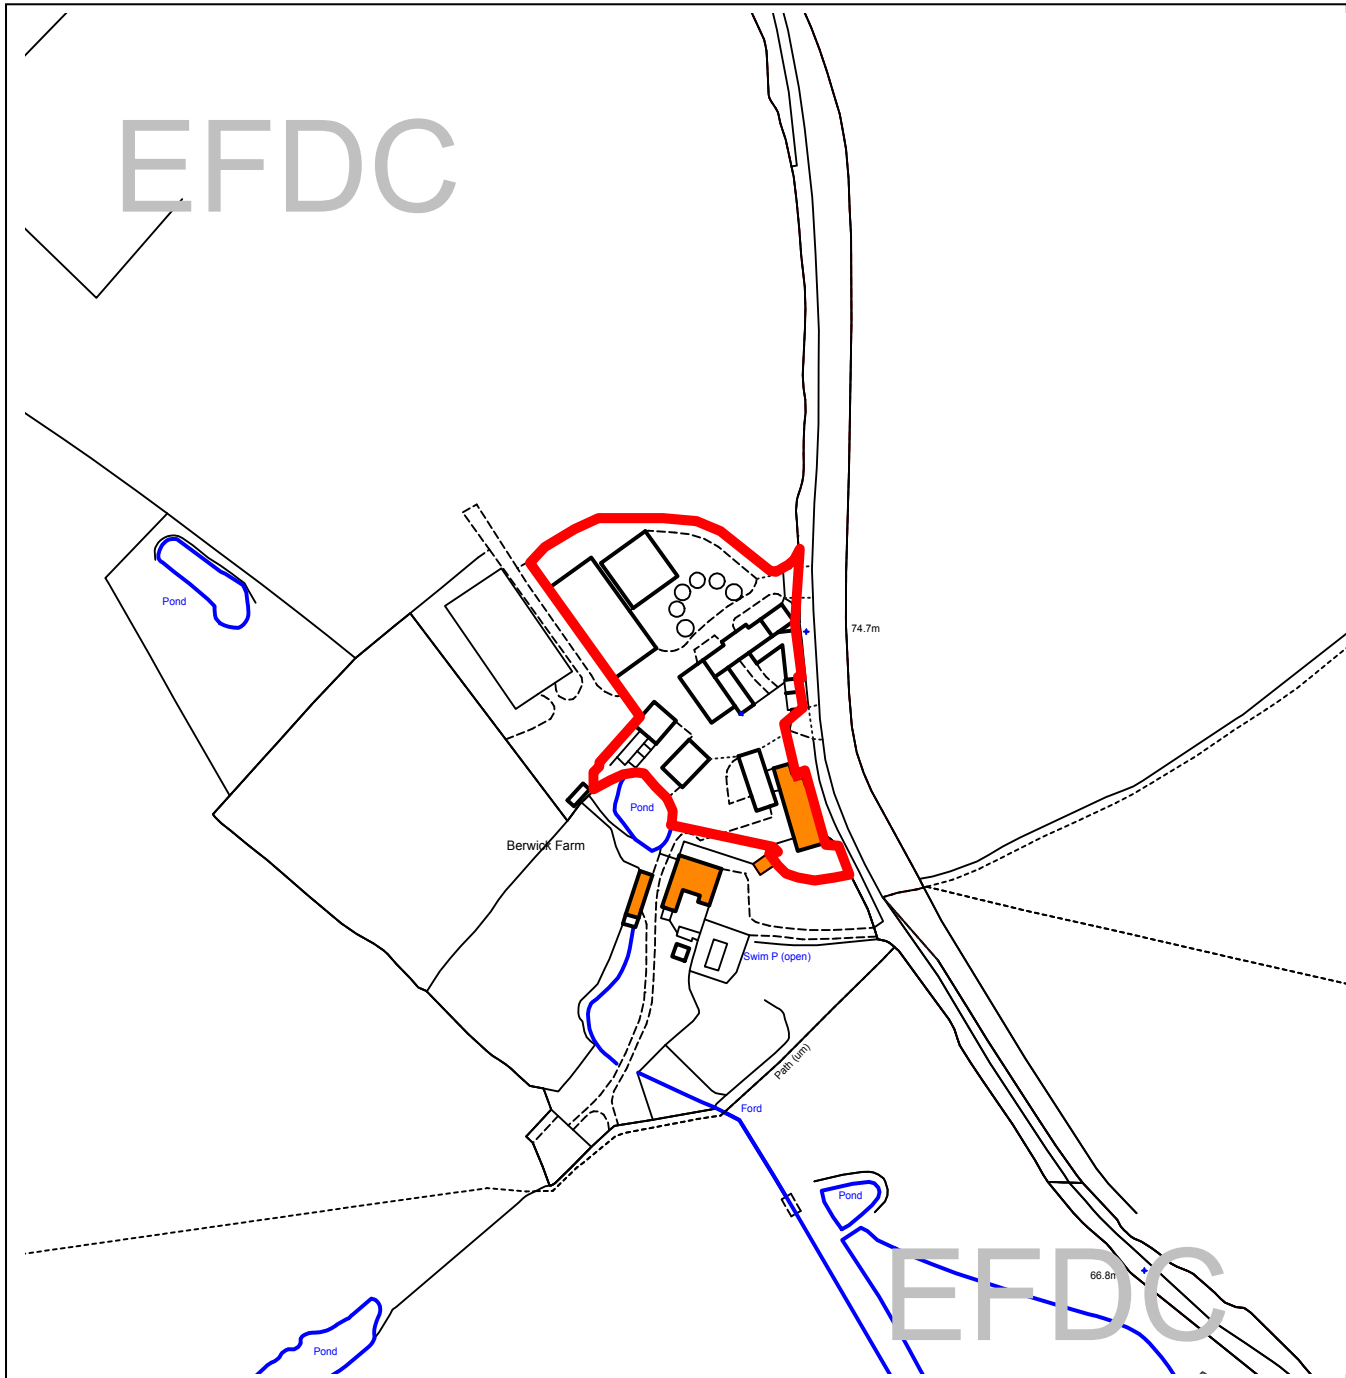 EFDC
Pond
74.7m
Pond
Berwick Farm
Swim P (open)
Path (um)
Ford
Pond
EFDC
66.8m
Pond